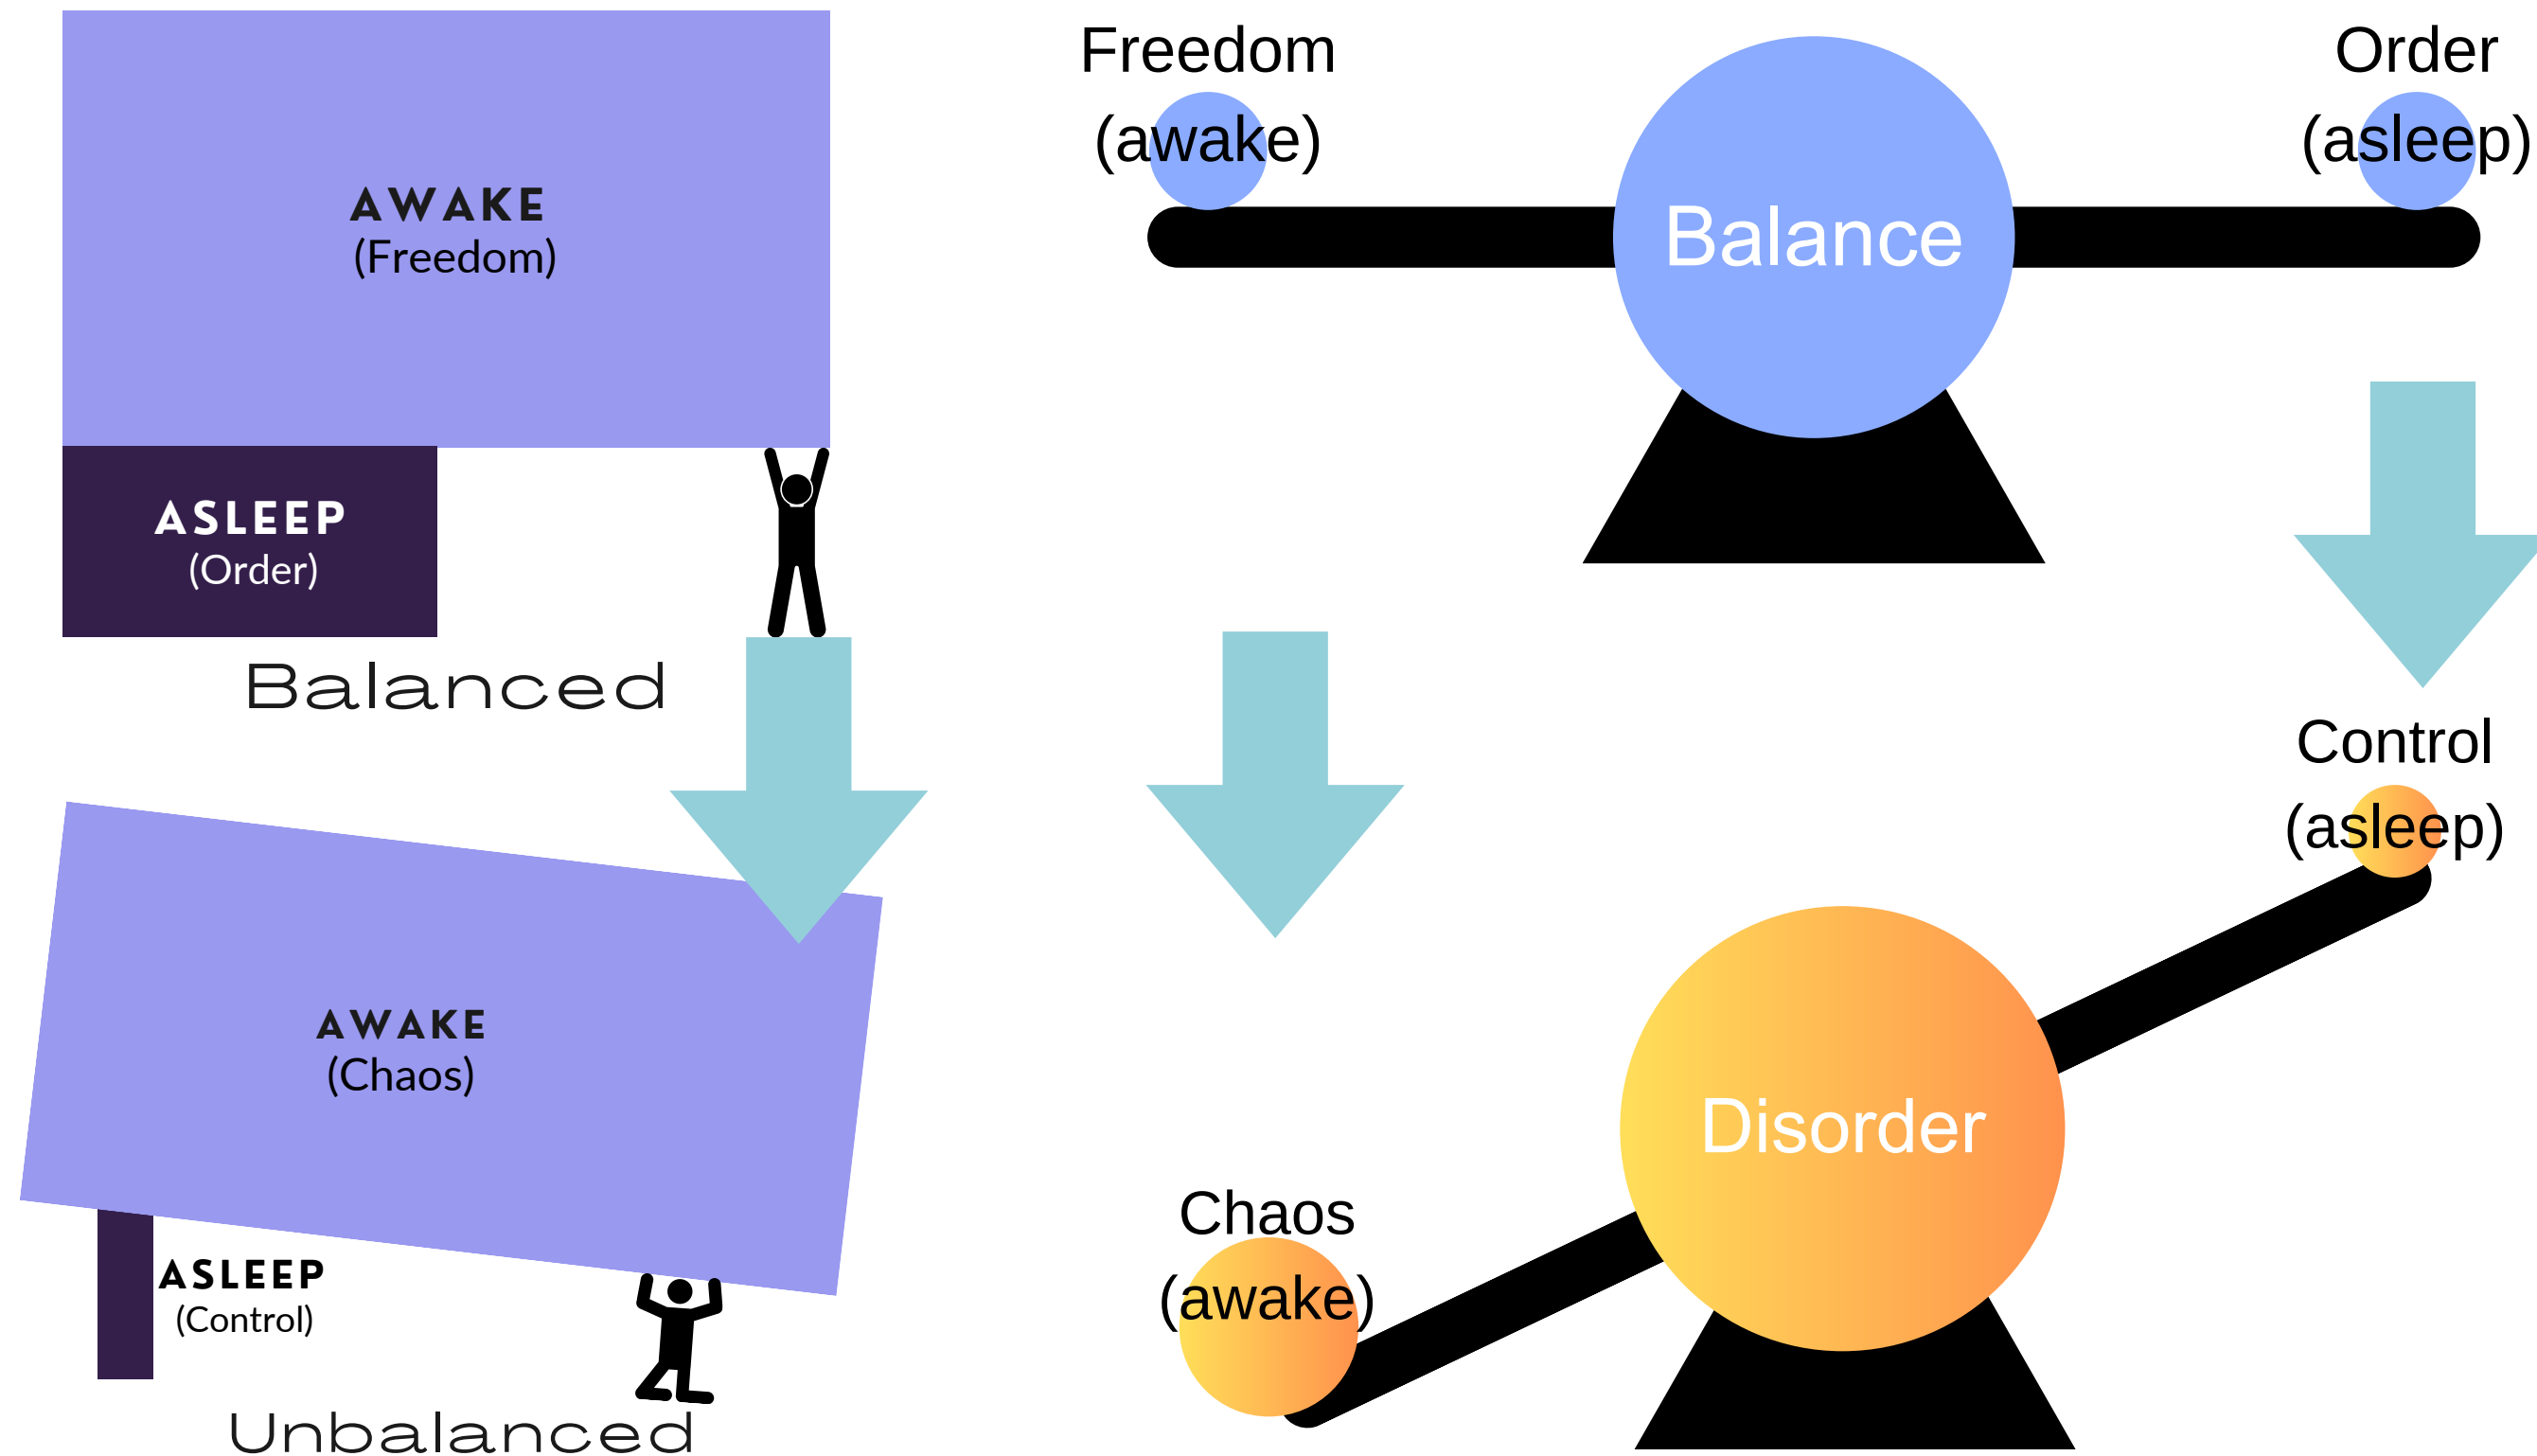 AWAKE
(Freedom)
ASLEEP
(Order)
Balanced
AWAKE
(Chaos)
ASLEEP
(Control)
Unbalanced
Freedom
(awake)
Order
(asleep)
Balance
Control
(asleep)
Disorder
Chaos
(awake)